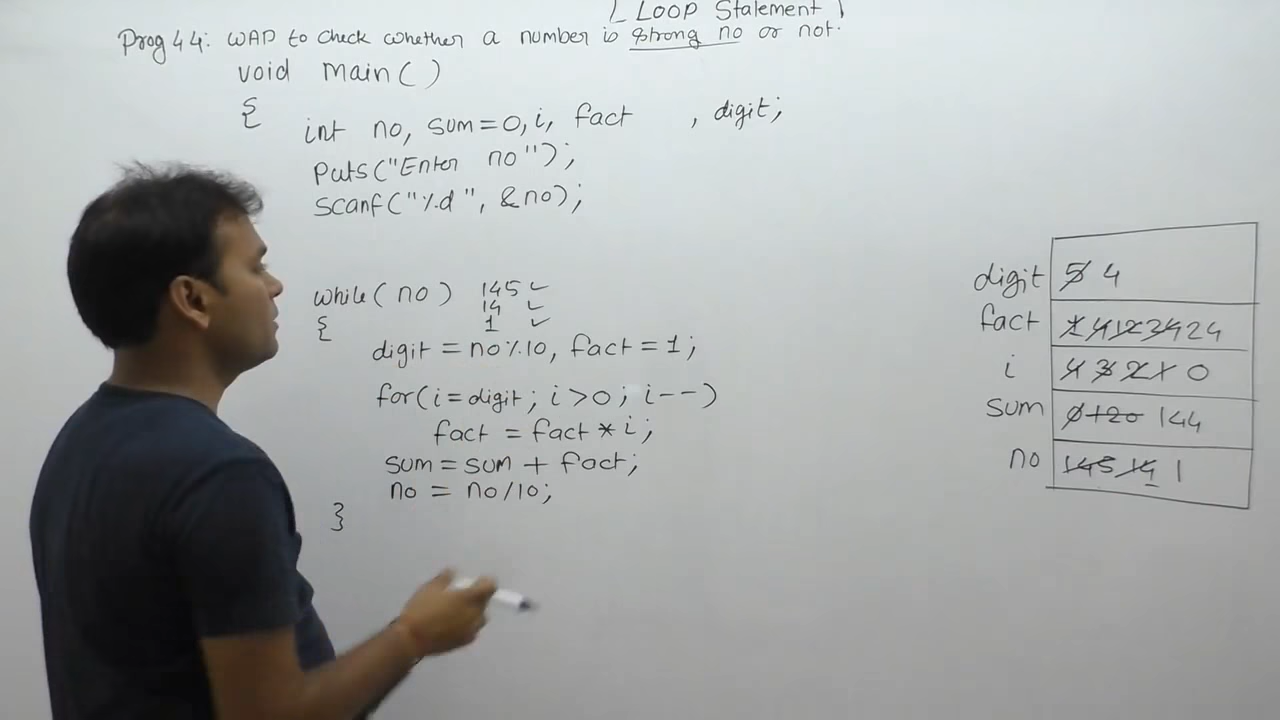 ( LOOP Statement )
Prog 44: WAP to check whether a number is strong no or not.
void main()
{
int no, sum=0, i, fact , digit;
puts("Enter no");
scanf("%d", &no);
while(no) 145 ✓
14 ✓
{ 1 ✓
digit = no%10, fact=1;
for(i=digit; i>0; i--)
fact = fact*i;
sum=sum + fact;
no = no/10;
}
digit 5 4
fact 1 4 12 24 24
i 4 3 2 1 0
sum 0 120 144
no 145 14 1